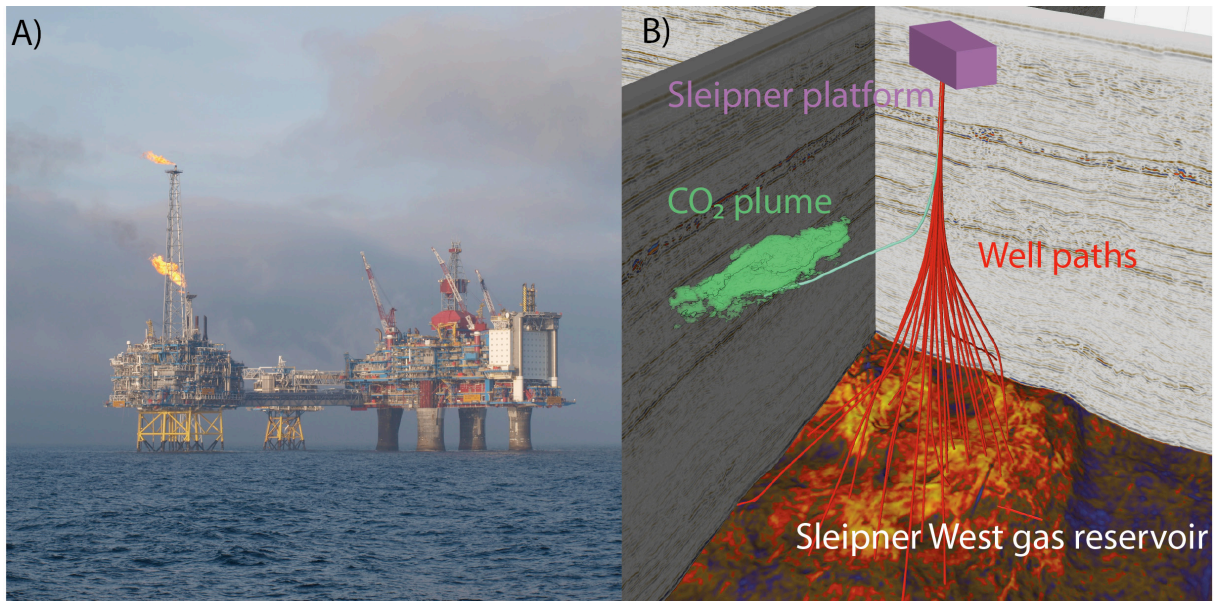 A)
B)
Sleipner platform
CO₂ plume
Well paths
Sleipner West gas reservoir